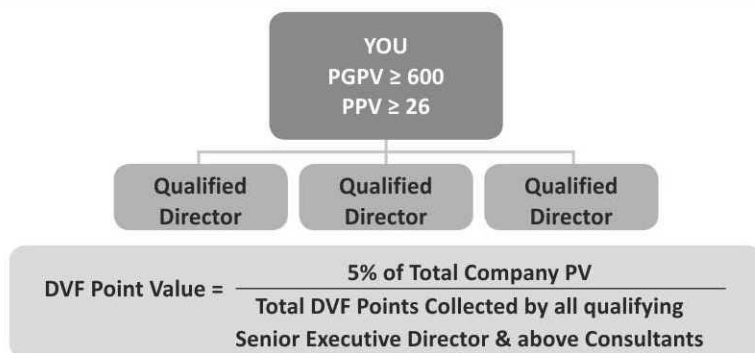 YOU
PGPV ≥ 600
PPV ≥ 26
Qualified
Director
Qualified
Director
Qualified
Director
DVF Point Value =
5% of Total Company PV
Total DVF Points Collected by all qualifying
Senior Executive Director & above Consultants